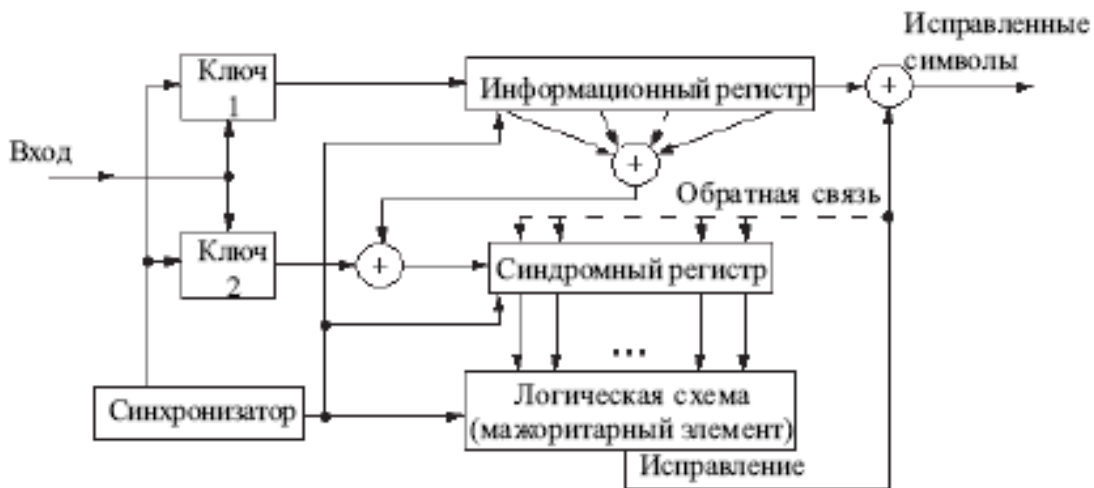 Исправленные
символы
Ключ
1
Информационный регистр
+
Вход
+
Обратная связь
Ключ
2
+
Синдромный регистр
...
Синхронизатор
Логическая схема
(мажоритарный элемент)
Исправление